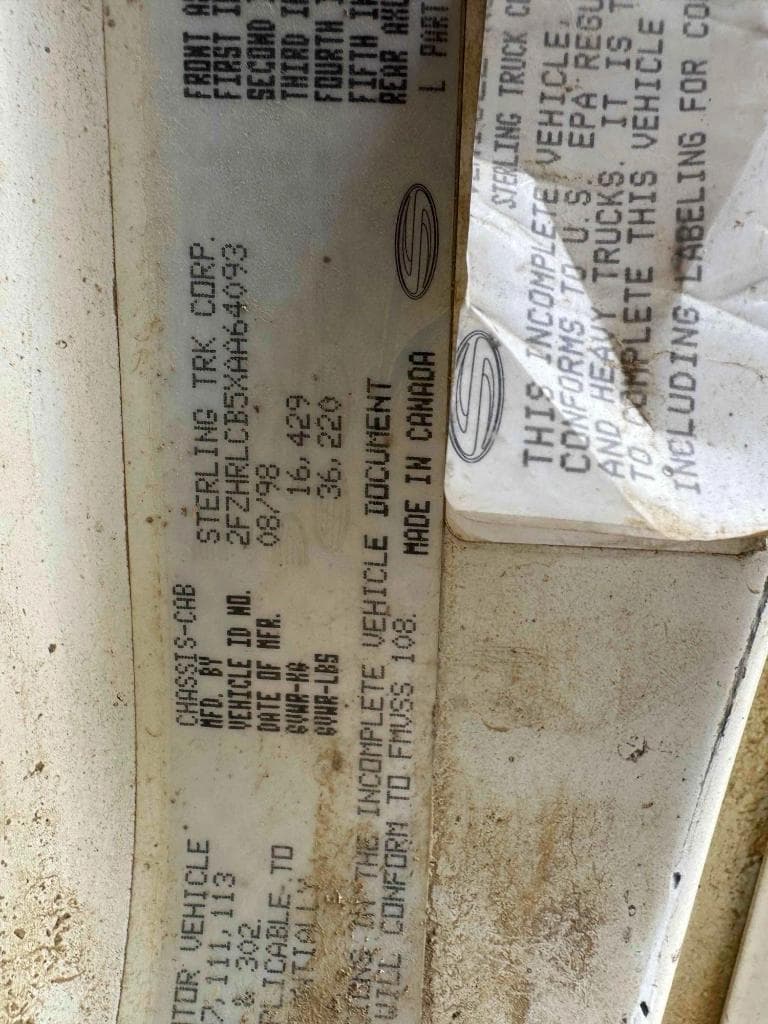 FRONT
FIRST
SECOND
THIRD
FOURTH
FIFTH
REAR
L PART
CHASSIS-CAB
MFD. BY STERLING TRK CORP.
VEHICLE ID NO. 2FZHRLCB5XAA64093
DATE OF MFR. 08/98
GVWR-KG 16,429
GVWR-LBS 36,220
VEHICLE
7,111,113
& 302.
TO
ON THE INCOMPLETE VEHICLE DOCUMENT
WILL CONFORM TO FMVSS 108.
MADE IN CANADA
STERLING TRUCK
THIS INCOMPLETE VEHICLE,
CONFORMS TO U.S. EPA REGU
AND HEAVY TRUCKS. IT IS T
TO COMPLETE THIS VEHICLE
INCLUDING LABELING FOR CO